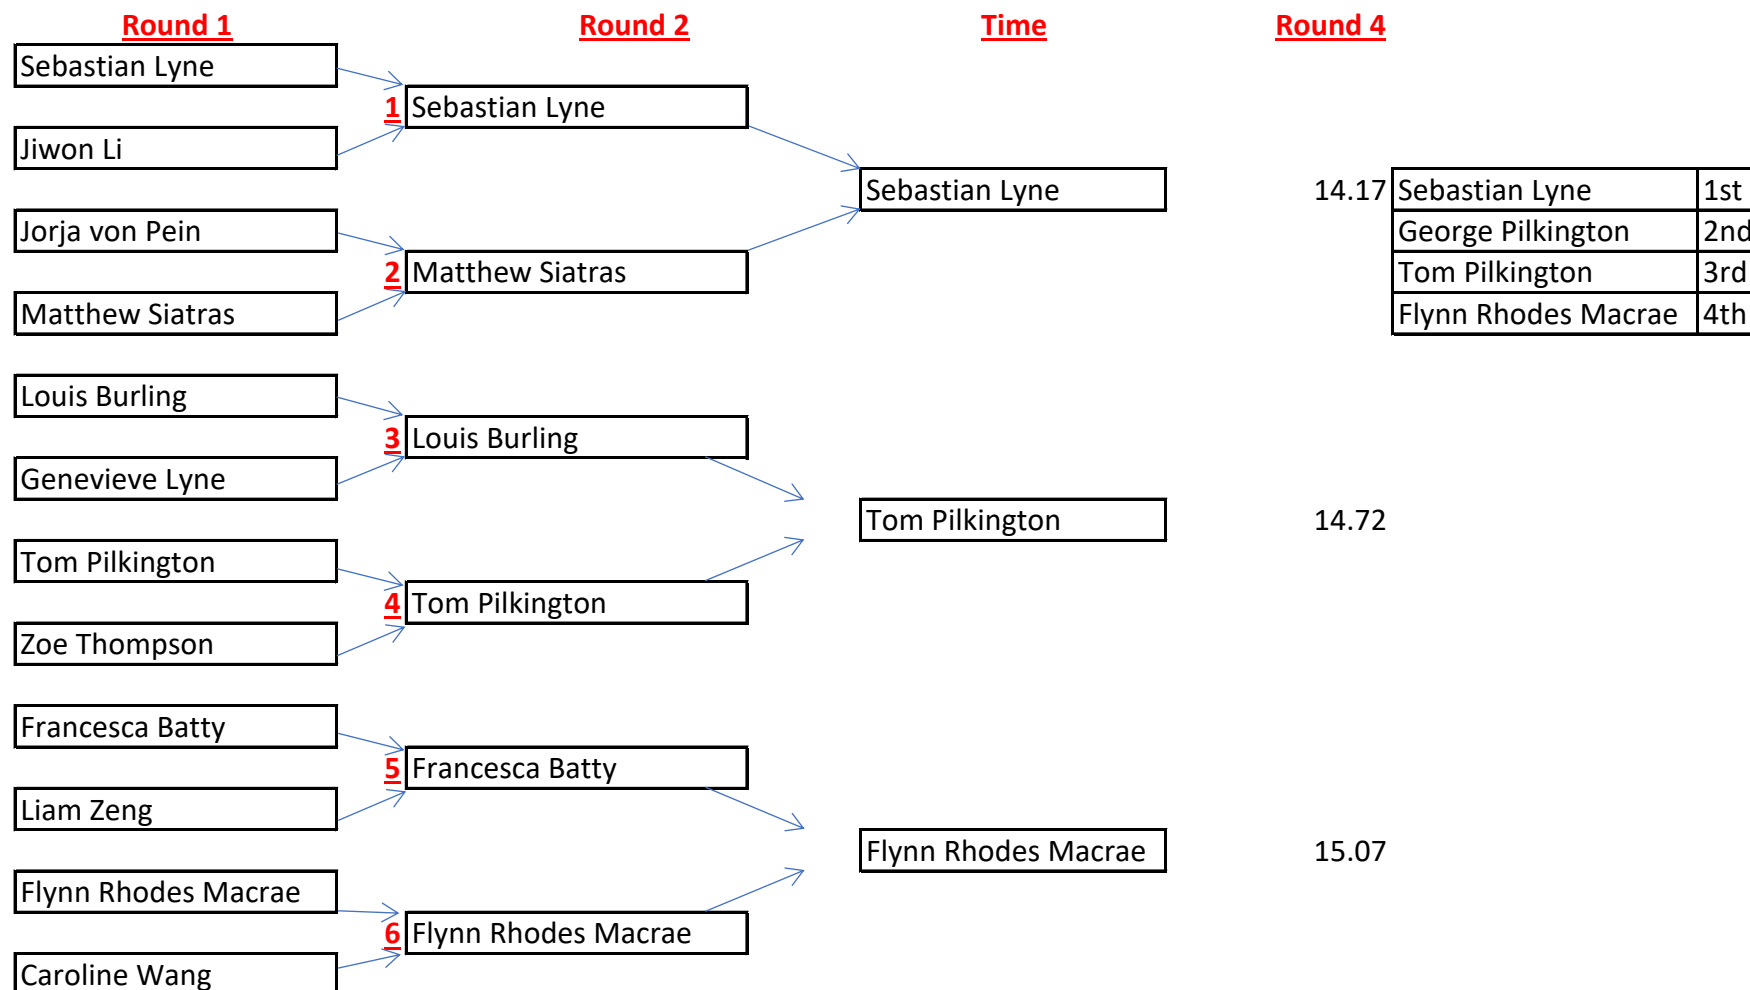 Round 1 Round 2 Time Round 4
Sebastian Lyne
1 Sebastian Lyne
Jiwon Li
Sebastian Lyne 14.17 Sebastian Lyne 1st
Jorja von Pein George Pilkington 2nd
2 Matthew Siatras Tom Pilkington 3rd
Matthew Siatras Flynn Rhodes Macrae 4th
Louis Burling
3 Louis Burling
Genevieve Lyne
Tom Pilkington 14.72
Tom Pilkington
4 Tom Pilkington
Zoe Thompson
Francesca Batty
5 Francesca Batty
Liam Zeng
Flynn Rhodes Macrae 15.07
Flynn Rhodes Macrae
6 Flynn Rhodes Macrae
Caroline Wang